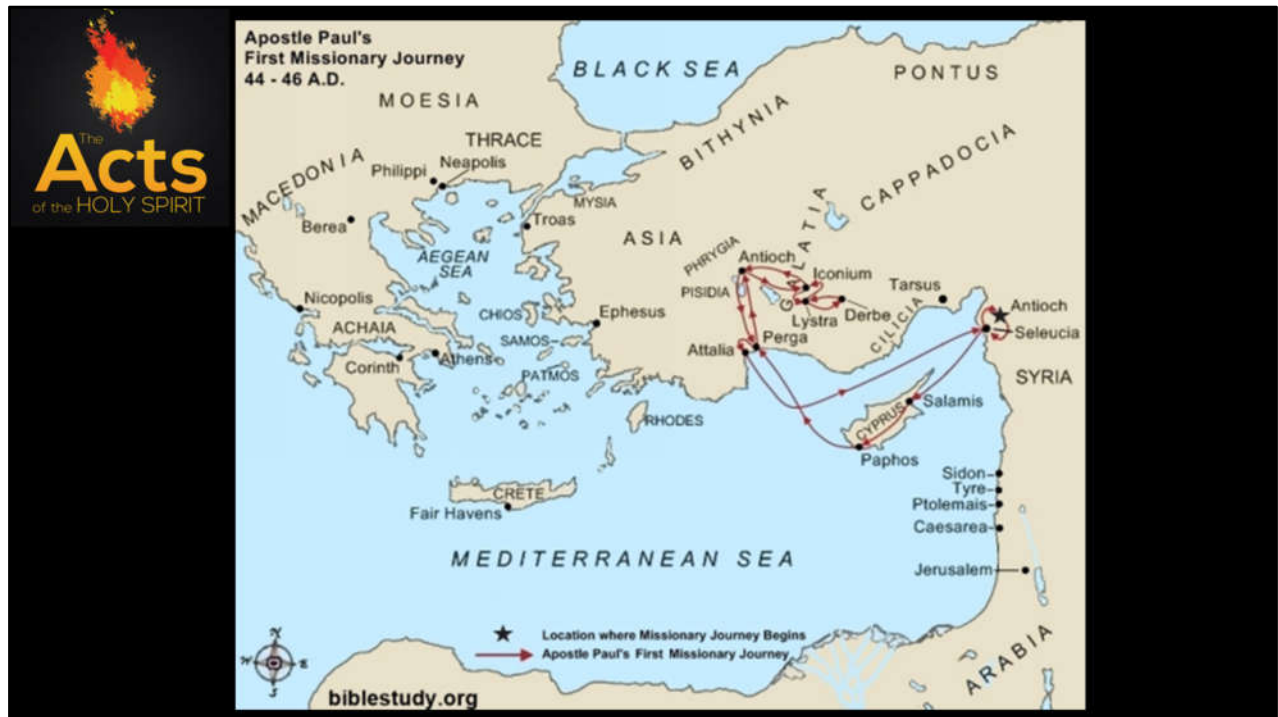 The
Acts
of the HOLY SPIRIT
Apostle Paul's
First Missionary Journey
44 - 46 A.D.
BLACK SEA
PONTUS
MOESIA
THRACE
BITHYNIA
CAPPADOCIA
MACEDONIA
Philippi
Neapolis
MYSIA
Berea
Troas
ASIA
GALATIA
AEGEAN
SEA
PHRYGIA
Antioch
PISIDIA
Iconium
Tarsus
Nicopolis
CHIOS
Ephesus
Lystra
Derbe
CILICIA
Antioch
Seleucia
ACHAIA
SAMOS
Attalia
Perga
Corinth
Athens
PATMOS
SYRIA
RHODES
CYPRUS
Salamis
Paphos
Sidon
Tyre
Ptolemais
Caesarea
CRETE
Fair Havens
MEDITERRANEAN SEA
Jerusalem
ARABIA
N
W
E
S
Location where Missionary Journey Begins
Apostle Paul's First Missionary Journey
biblestudy.org